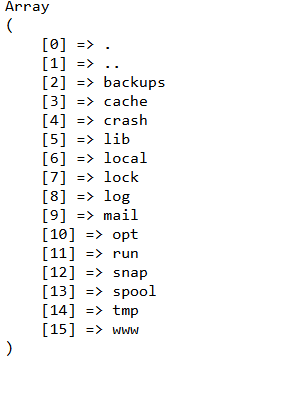 Array
(
    [0] => .
    [1] => ..
    [2] => backups
    [3] => cache
    [4] => crash
    [5] => lib
    [6] => local
    [7] => lock
    [8] => log
    [9] => mail
    [10] => opt
    [11] => run
    [12] => snap
    [13] => spool
    [14] => tmp
    [15] => www
)